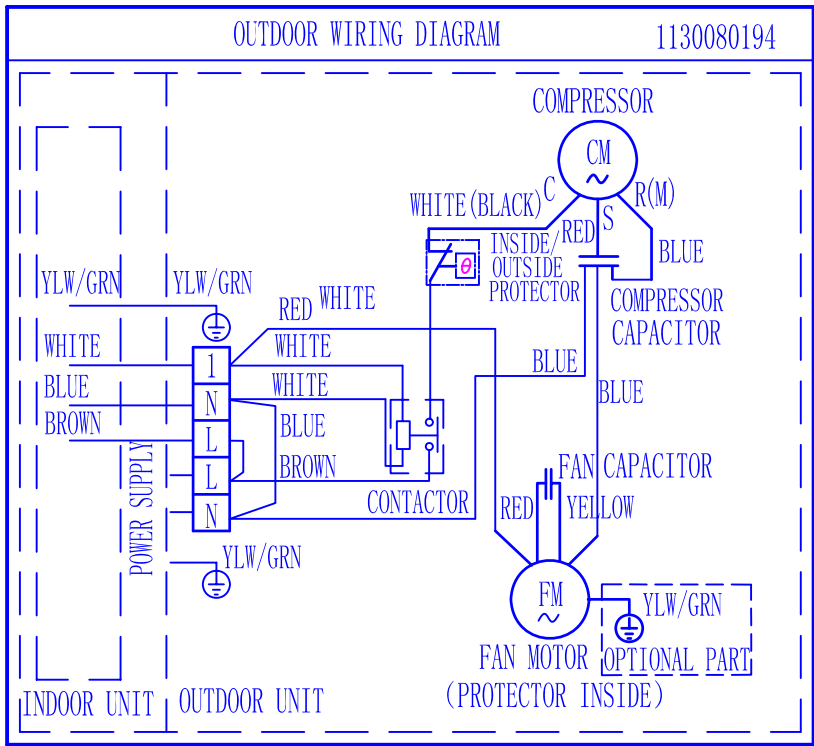 OUTDOOR WIRING DIAGRAM 1130080194
COMPRESSOR
CM
C
R(M)
WHITE(BLACK)
S
RED
INSIDE/
OUTSIDE
PROTECTOR
θ
BLUE
COMPRESSOR
CAPACITOR
YLW/GRN
YLW/GRN
RED
WHITE
WHITE
WHITE
1
BLUE
N
WHITE
BLUE
BLUE
BROWN
L
BLUE
L
BROWN
N
POWER SUPPLY
CONTACTOR
FAN CAPACITOR
RED
YELLOW
YLW/GRN
FM
YLW/GRN
FAN MOTOR
(PROTECTOR INSIDE)
OPTIONAL PART
INDOOR UNIT
OUTDOOR UNIT